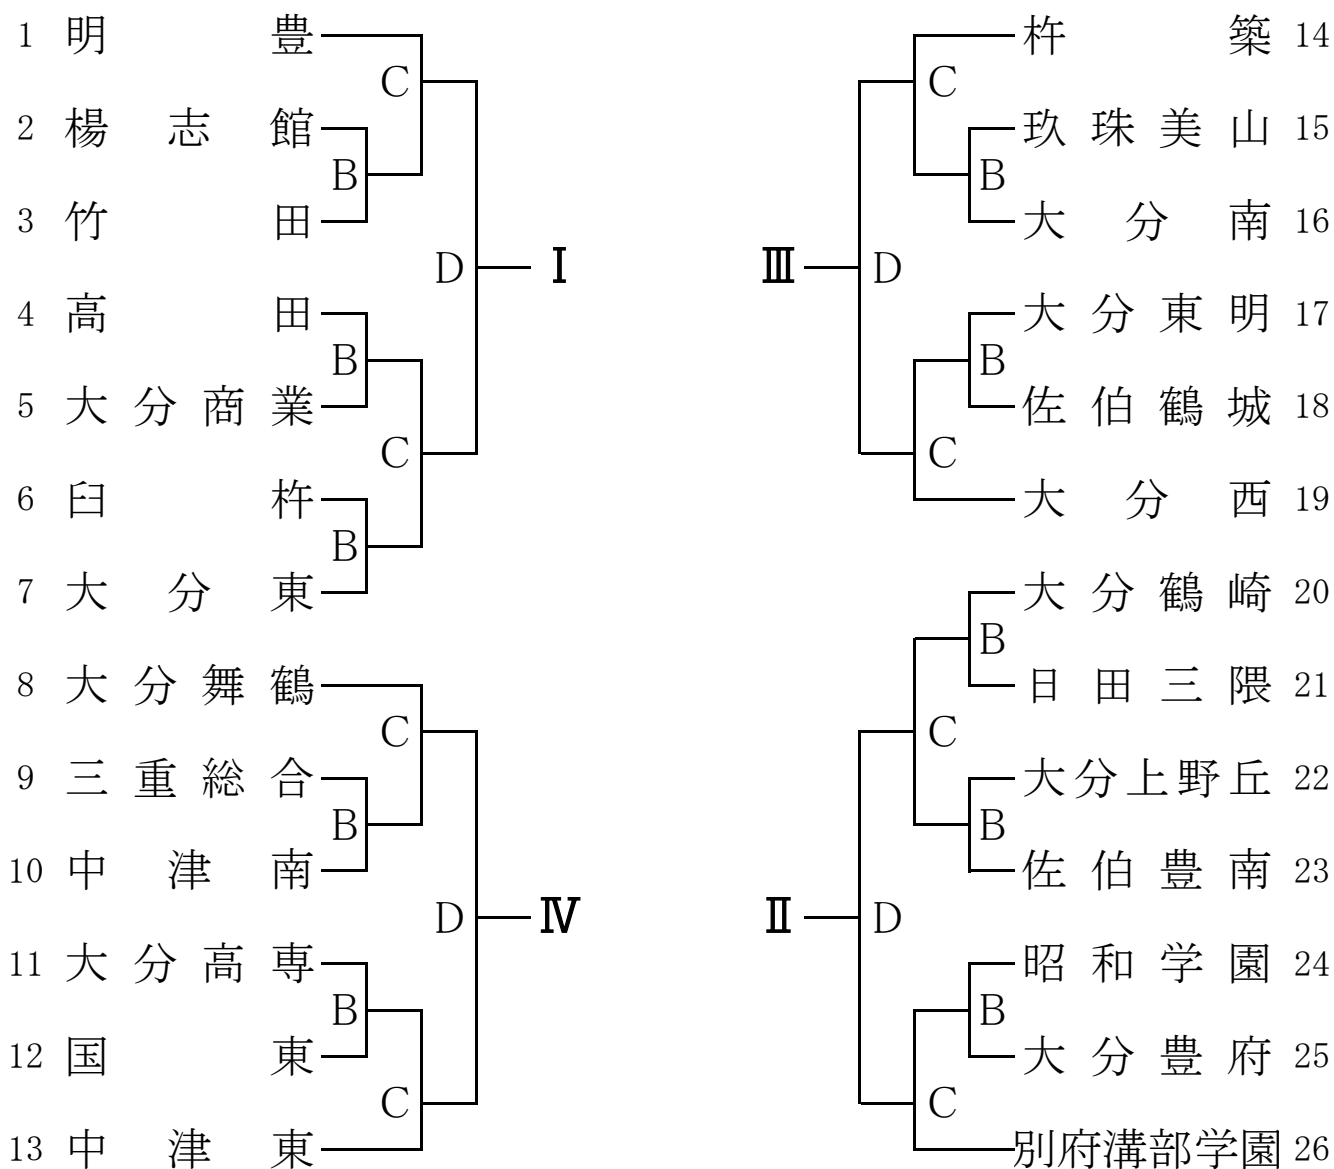 1 明豊
C
2 楊志館
B
3 竹田
D Ⅰ
4 高田
B
5 大分商業
C
6 臼杵
B
7 大分東
8 大分舞鶴
C
9 三重総合
B
10 中津南
D Ⅳ
11 大分高専
B
12 国東
C
13 中津東
杵築 14
C
玖珠美山 15
B
大分南 16
Ⅲ D
大分東明 17
B
佐伯鶴城 18
C
大分西 19
大分鶴崎 20
B
日田三隈 21
C
大分上野丘 22
B
佐伯豊南 23
Ⅱ D
昭和学園 24
B
大分豊府 25
C
別府溝部学園 26